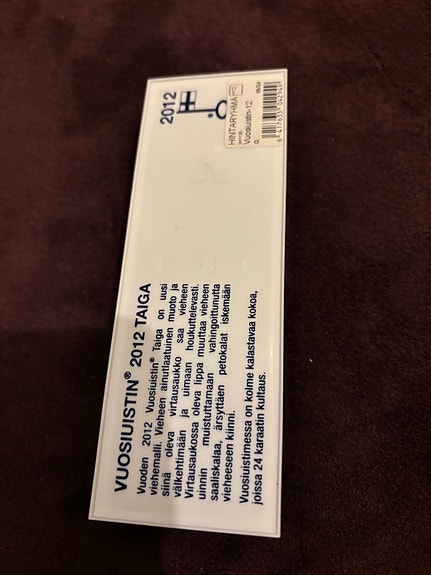 2012
HINTARYHMÄ
Vuosiuistin-12
G
VUOSIUISTIN® 2012 TAIGA
Vuoden 2012 Vuosiuistin® Taiga on uusi
viehemalli. Vieheen ainutlaatuinen muoto ja
siinä oleva virtausaukko saa vieheen
välkehtimään ja uimaan houkuttelevasti.
Virtausaukossa oleva lippa muuttaa vieheen
uinnin muistuttamaan vahingoittunutta
saaliskalaa, ärsyttäen petokalat iskemään
vieheeseen kiinni.
Vuosiuistimessa on kolme kalastavaa kokoa,
joissa 24 karaatin kultaus.